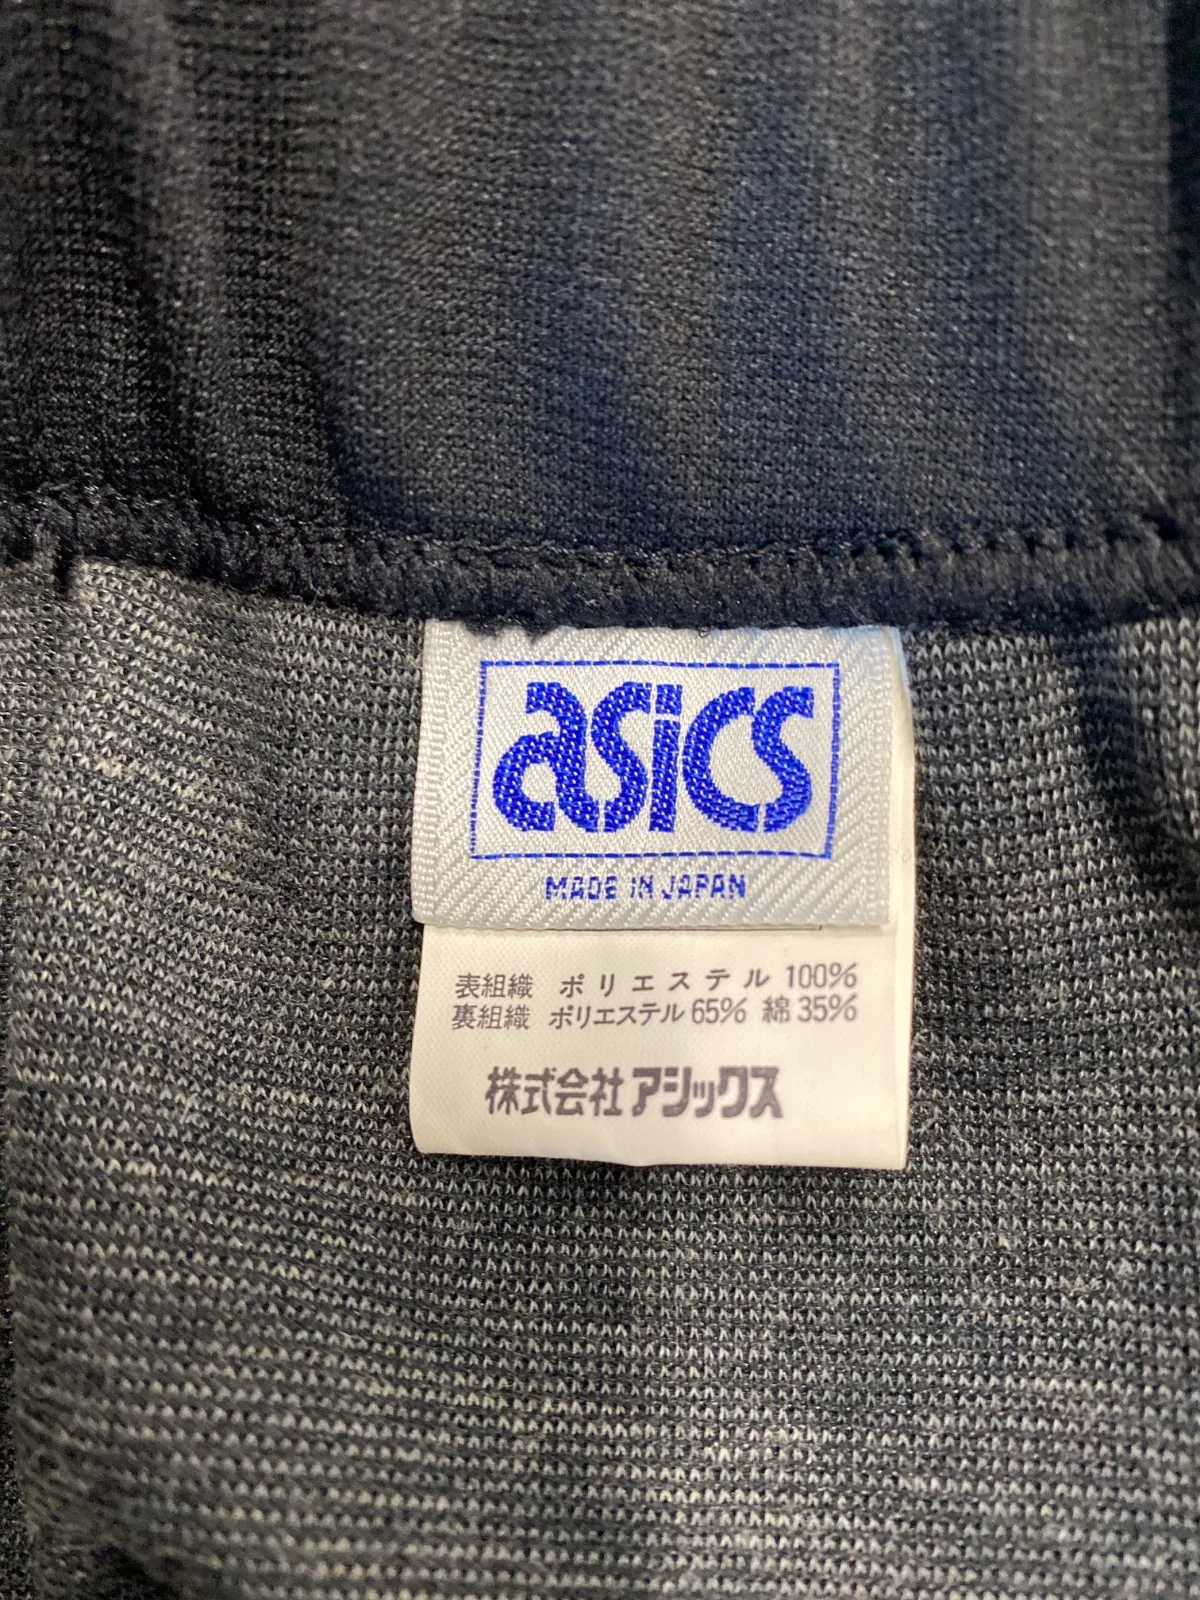 asics
MADE IN JAPAN
表組織 ポリエステル 100%
裏組織 ポリエステル 65% 綿 35%
株式会社アシックス